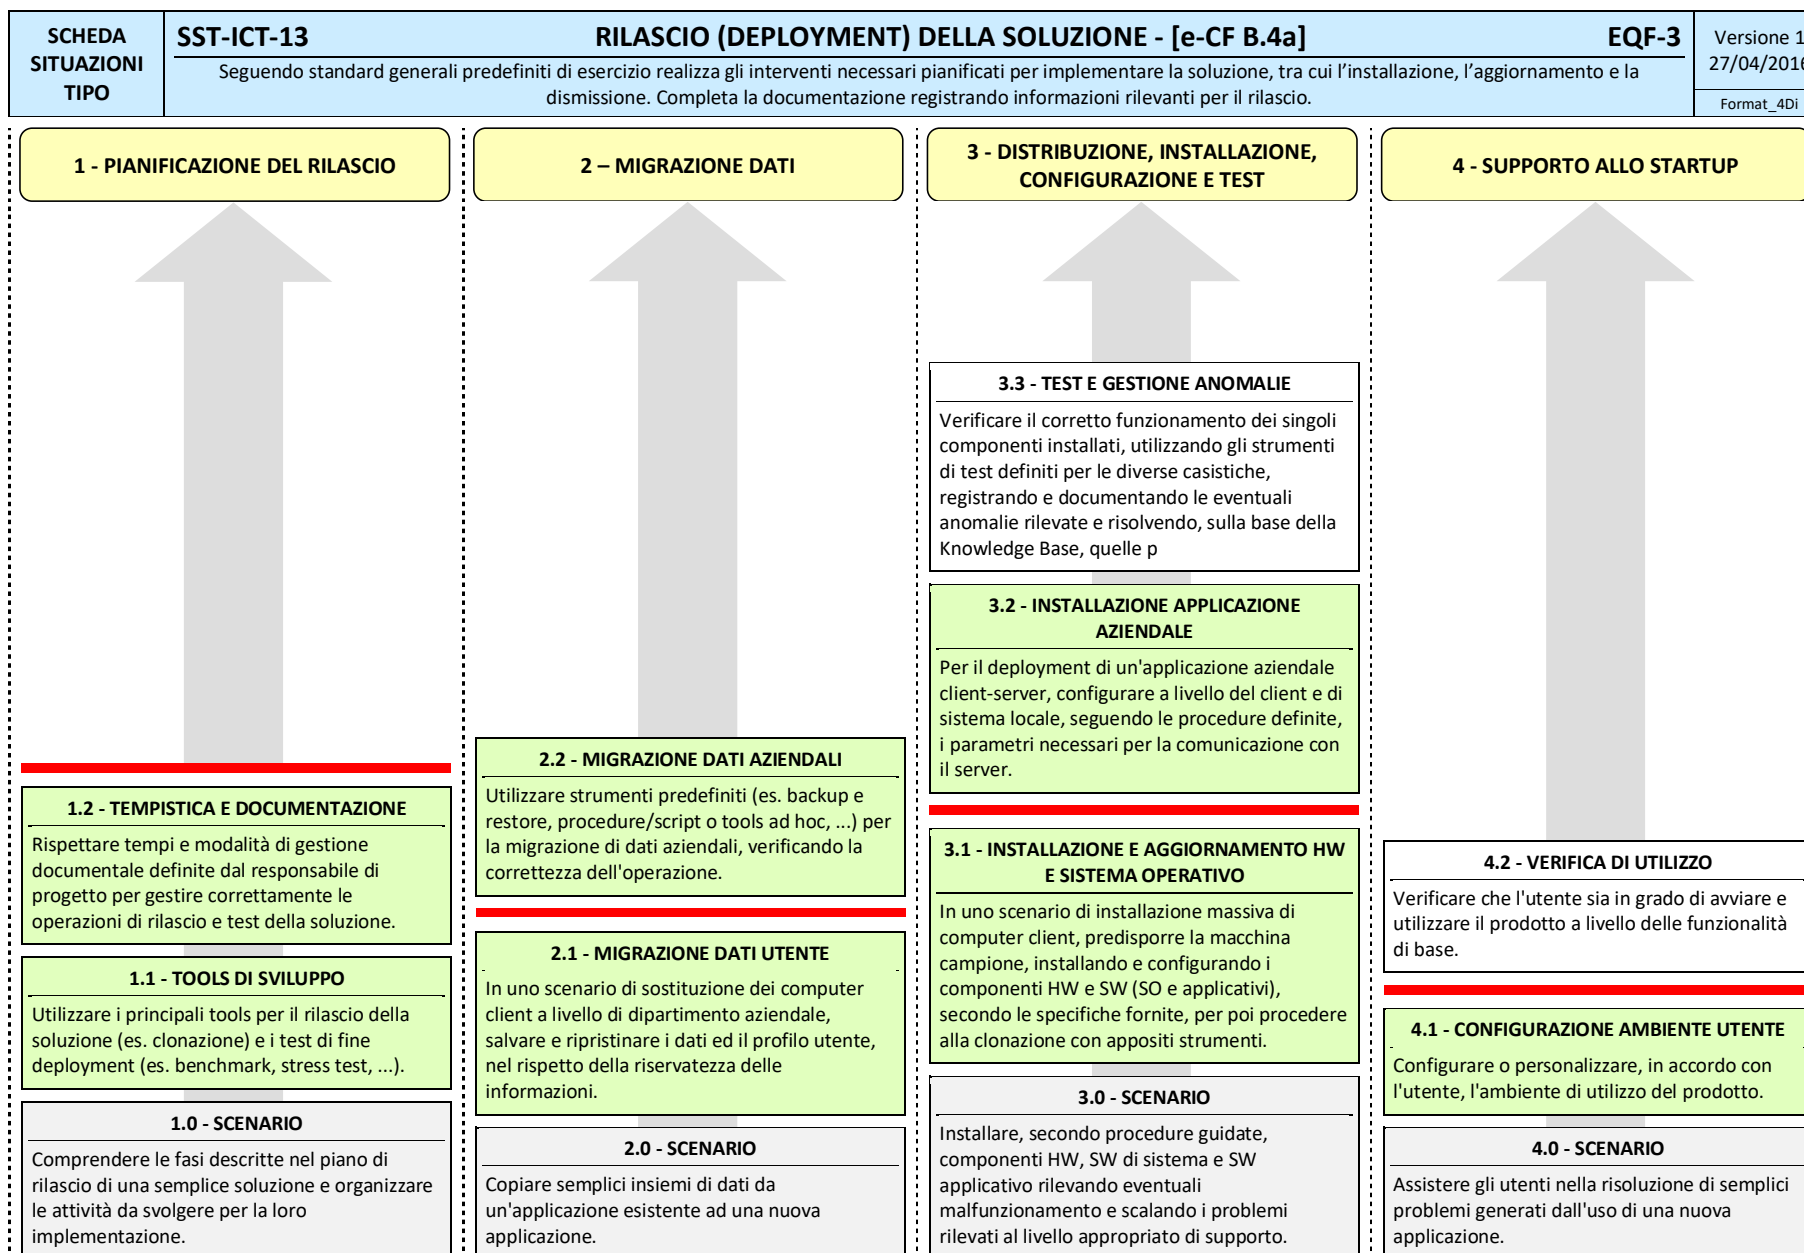 SCHEDA
SITUAZIONI
TIPO
SST-ICT-13
RILASCIO (DEPLOYMENT) DELLA SOLUZIONE - [e-CF B.4a]
EQF-3
Seguendo standard generali predefiniti di esercizio realizza gli interventi necessari pianificati per implementare la soluzione, tra cui l'installazione, l'aggiornamento e la
dismissione. Completa la documentazione registrando informazioni rilevanti per il rilascio.
Versione 1
27/04/2016
Format_4Di
1 - PIANIFICAZIONE DEL RILASCIO
1.2 - TEMPISTICA E DOCUMENTAZIONE
Rispettare tempi e modalità di gestione
documentale definite dal responsabile di
progetto per gestire correttamente le
operazioni di rilascio e test della soluzione.
1.1 - TOOLS DI SVILUPPO
Utilizzare i principali tools per il rilascio della
soluzione (es. clonazione) e i test di fine
deployment (es. benchmark, stress test, ...).
1.0 - SCENARIO
Comprendere le fasi descritte nel piano di
rilascio di una semplice soluzione e organizzare
le attività da svolgere per la loro
implementazione.
2 – MIGRAZIONE DATI
2.2 - MIGRAZIONE DATI AZIENDALI
Utilizzare strumenti predefiniti (es. backup e
restore, procedure/script o tools ad hoc, ...) per
la migrazione di dati aziendali, verificando la
correttezza dell'operazione.
2.1 - MIGRAZIONE DATI UTENTE
In uno scenario di sostituzione dei computer
client a livello di dipartimento aziendale,
salvare e ripristinare i dati ed il profilo utente,
nel rispetto della riservatezza delle
informazioni.
2.0 - SCENARIO
Copiare semplici insiemi di dati da
un'applicazione esistente ad una nuova
applicazione.
3 - DISTRIBUZIONE, INSTALLAZIONE,
CONFIGURAZIONE E TEST
3.3 - TEST E GESTIONE ANOMALIE
Verificare il corretto funzionamento dei singoli
componenti installati, utilizzando gli strumenti
di test definiti per le diverse casistiche,
registrando e documentando le eventuali
anomalie rilevate e risolvendo, sulla base della
Knowledge Base, quelle p
3.2 - INSTALLAZIONE APPLICAZIONE
AZIENDALE
Per il deployment di un'applicazione aziendale
client-server, configurare a livello del client e di
sistema locale, seguendo le procedure definite,
i parametri necessari per la comunicazione con
il server.
3.1 - INSTALLAZIONE E AGGIORNAMENTO HW
E SISTEMA OPERATIVO
In uno scenario di installazione massiva di
computer client, predisporre la macchina
campione, installando e configurando i
componenti HW e SW (SO e applicativi),
secondo le specifiche fornite, per poi procedere
alla clonazione con appositi strumenti.
3.0 - SCENARIO
Installare, secondo procedure guidate,
componenti HW, SW di sistema e SW
applicativo rilevando eventuali
malfunzionamento e scalando i problemi
rilevati al livello appropriato di supporto.
4 - SUPPORTO ALLO STARTUP
4.2 - VERIFICA DI UTILIZZO
Verificare che l'utente sia in grado di avviare e
utilizzare il prodotto a livello delle funzionalità
di base.
4.1 - CONFIGURAZIONE AMBIENTE UTENTE
Configurare o personalizzare, in accordo con
l'utente, l'ambiente di utilizzo del prodotto.
4.0 - SCENARIO
Assistere gli utenti nella risoluzione di semplici
problemi generati dall'uso di una nuova
applicazione.